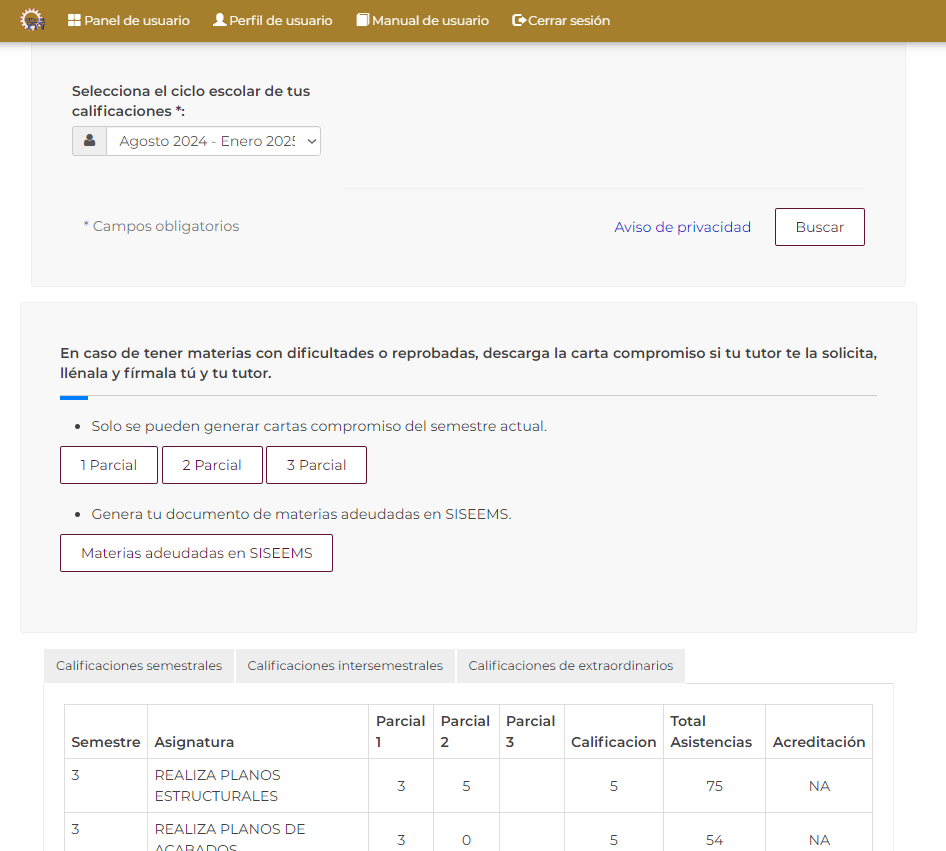 Panel de usuario Perfil de usuario Manual de usuario Cerrar sesión
Selecciona el ciclo escolar de tus
calificaciones *:
Agosto 2024 - Enero 2025
* Campos obligatorios
Aviso de privacidad Buscar
En caso de tener materias con dificultades o reprobadas, descarga la carta compromiso si tu tutor te la solicita,
llénala y fírmala tú y tu tutor.
Solo se pueden generar cartas compromiso del semestre actual.
1 Parcial 2 Parcial 3 Parcial
Genera tu documento de materias adeudadas en SISEEMS.
Materias adeudadas en SISEEMS
Calificaciones semestrales Calificaciones intersemestrales Calificaciones de extraordinarios
Parcial Parcial Parcial Total
Semestre Asignatura 1 2 3 Calificacion Asistencias Acreditación
3 REALIZA PLANOS
ESTRUCTURALES 3 5 5 75 NA
3 REALIZA PLANOS DE
ACABADOS 3 0 5 54 NA